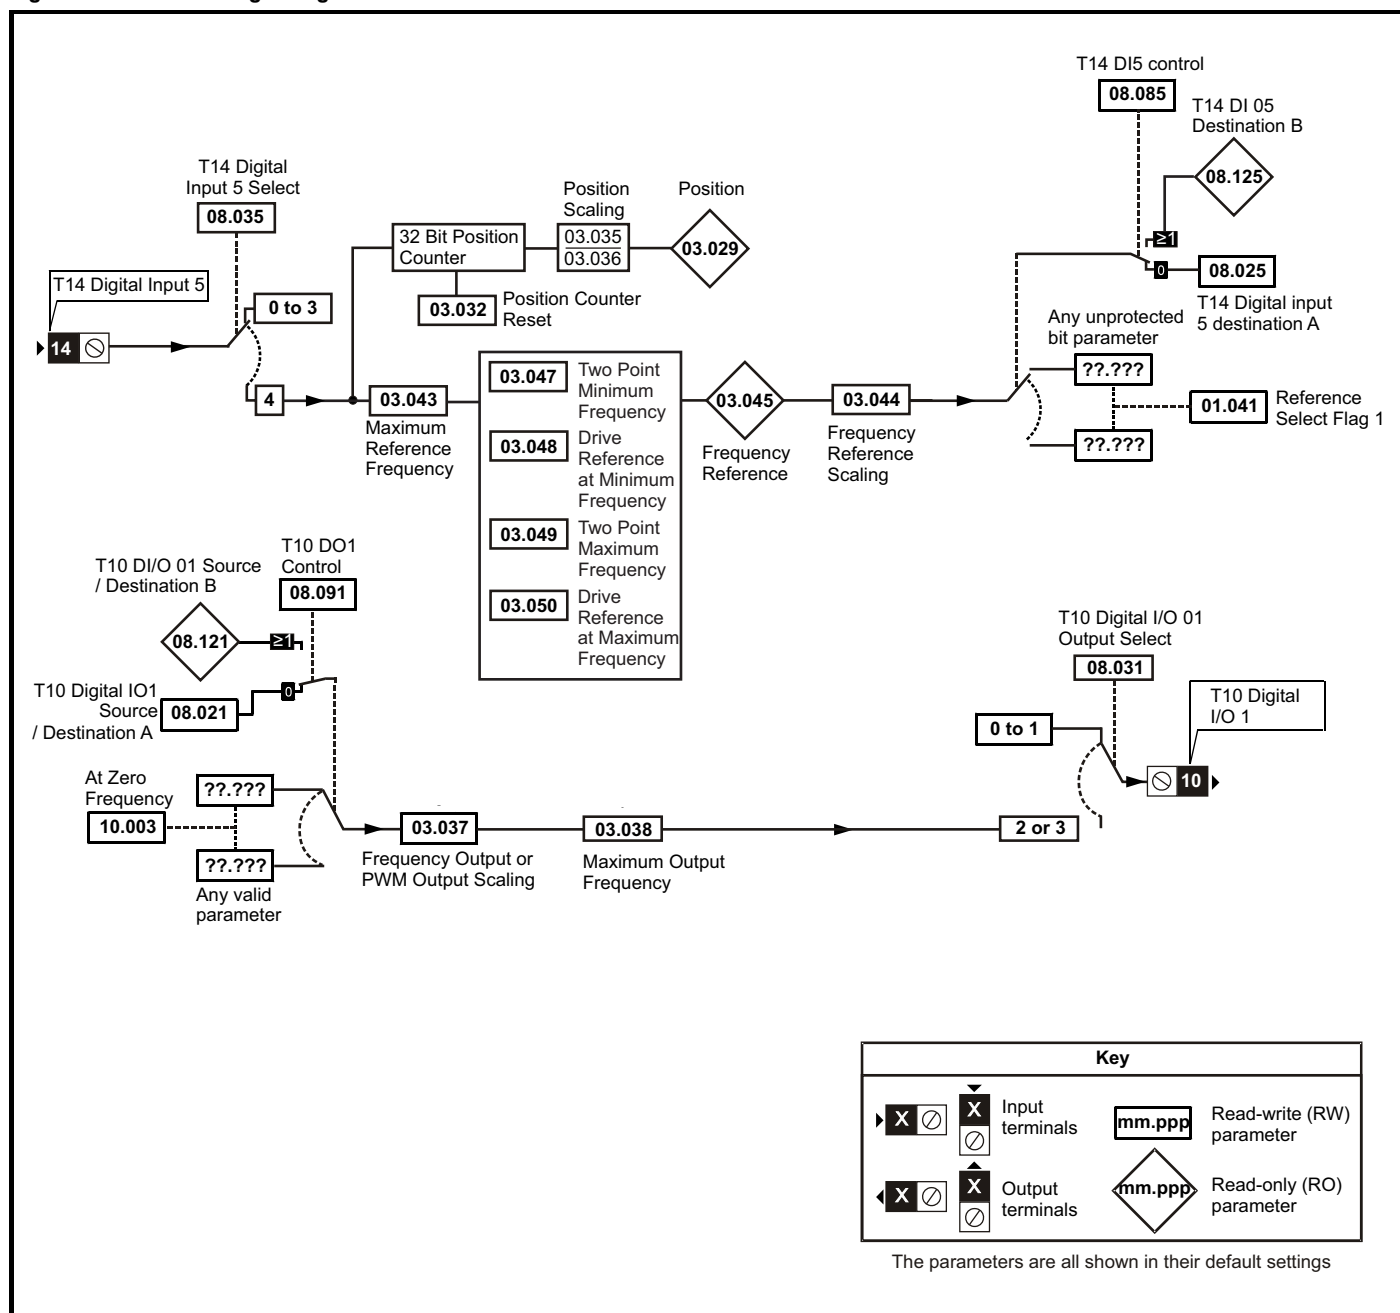 T14 DI5 control
08.085
T14 DI 05
Destination B
08.125
≥1
0
08.025
T14 Digital input
5 destination A
T14 Digital
Input 5 Select
08.035
T14 Digital Input 5
14
0 to 3
4
32 Bit Position
Counter
Position
Scaling
03.035
03.036
Position
03.029
03.032
Position Counter
Reset
03.043
Maximum
Reference
Frequency
03.047
Two Point
Minimum
Frequency
03.048
Drive
Reference
at Minimum
Frequency
03.049
Two Point
Maximum
Frequency
03.050
Drive
Reference
at Maximum
Frequency
03.045
Frequency
Reference
03.044
Frequency
Reference
Scaling
Any unprotected
bit parameter
??.???
??.???
01.041
Reference
Select Flag 1
T10 DI/O 01 Source
/ Destination B
08.121
≥1
T10 DO1
Control
08.091
T10 Digital IO1
Source
/ Destination A
08.021
0
At Zero
Frequency
10.003
??.???
??.???
Any valid
parameter
03.037
Frequency Output or
PWM Output Scaling
03.038
Maximum Output
Frequency
2 or 3
0 to 1
T10 Digital I/O 01
Output Select
08.031
T10 Digital
I/O 1
10
Key
X
X
Input
terminals
mm.ppp
Read-write (RW)
parameter
X
X
Output
terminals
mm.ppp
Read-only (RO)
parameter
The parameters are all shown in their default settings